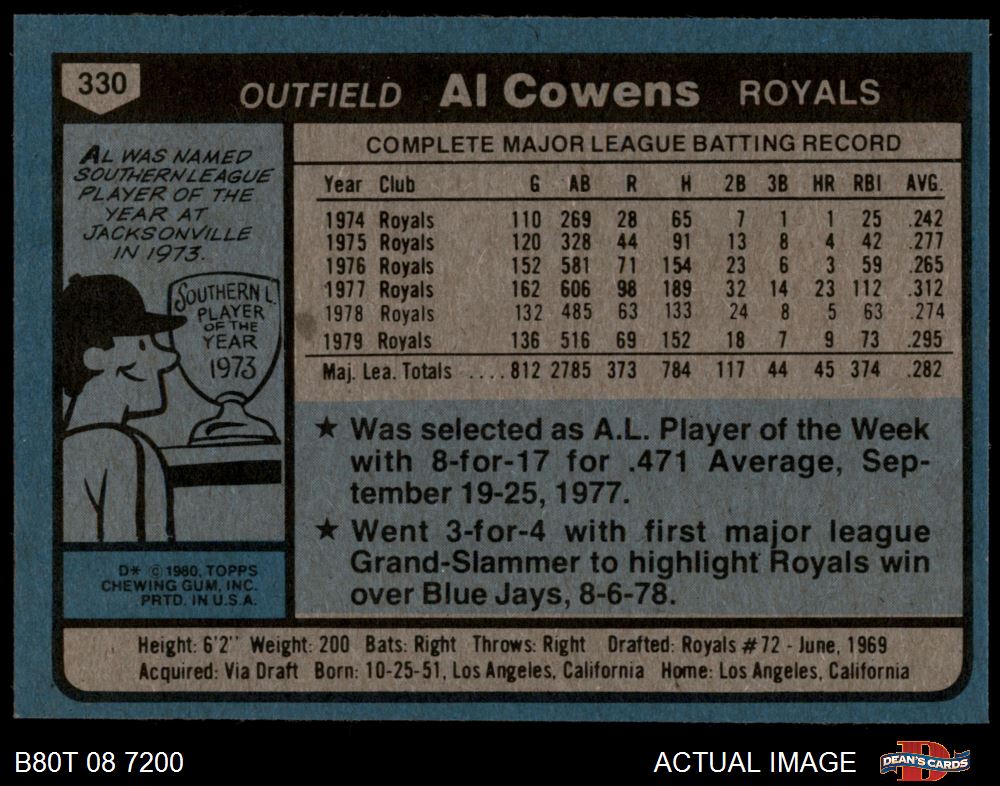 330
OUTFIELD Al Cowens ROYALS
AL WAS NAMED
SOUTHERN LEAGUE
PLAYER OF THE
YEAR AT
JACKSONVILLE
IN 1973.
SOUTHERN L.
PLAYER
OF THE
YEAR
1973
D* © 1980, TOPPS
CHEWING GUM, INC.
PRTD. IN U.S.A.
COMPLETE MAJOR LEAGUE BATTING RECORD
Year Club G AB R H 2B 3B HR RBI AVG.
1974 Royals 110 269 28 65 7 1 1 25 .242
1975 Royals 120 328 44 91 13 8 4 42 .277
1976 Royals 152 581 71 154 23 6 3 59 .265
1977 Royals 162 606 98 189 32 14 23 112 .312
1978 Royals 132 485 63 133 24 8 5 63 .274
1979 Royals 136 516 69 152 18 7 9 73 .295
Maj. Lea. Totals ....812 2785 373 784 117 44 45 374 .282
★ Was selected as A.L. Player of the Week
with 8-for-17 for .471 Average, Sep-
tember 19-25, 1977.
★ Went 3-for-4 with first major league
Grand-Slammer to highlight Royals win
over Blue Jays, 8-6-78.
Height: 6'2'' Weight: 200 Bats: Right Throws: Right Drafted: Royals #72 - June, 1969
Acquired: Via Draft Born: 10-25-51, Los Angeles, California Home: Los Angeles, California
B80T 08 7200
ACTUAL IMAGE
D
DEAN'S CARDS